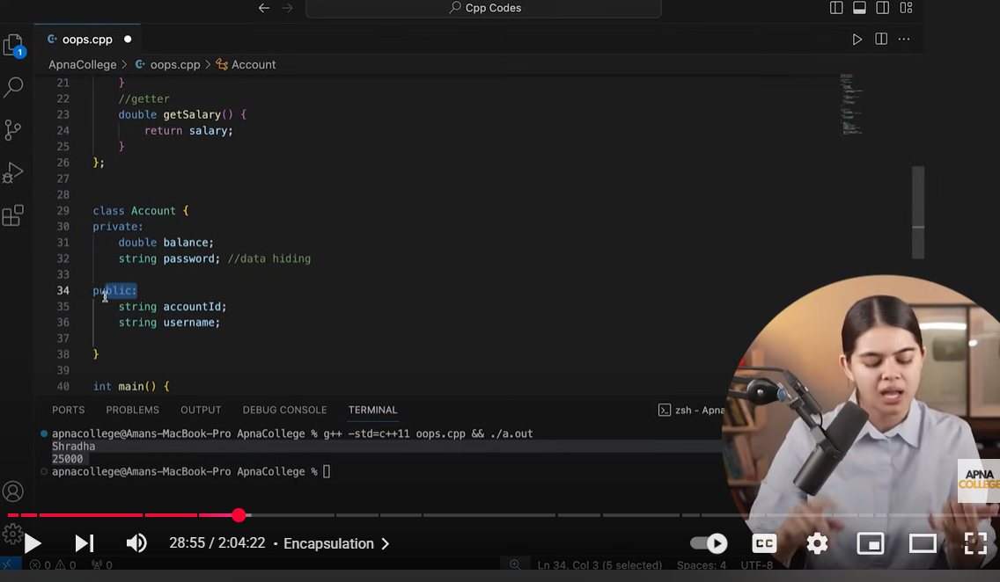 Cpp Codes
oops.cpp
1
ApnaCollege > oops.cpp > Account
21 }
22 //getter
23 double getSalary() {
24 return salary;
25 }
26 };
27
28
29 class Account {
30 private:
31 double balance;
32 string password; //data hiding
33
34 public:
35 string accountId;
36 string username;
37
38 }
39
40 int main() {
PORTS PROBLEMS OUTPUT DEBUG CONSOLE TERMINAL zsh - Apna
apnacollege@Amans-MacBook-Pro ApnaCollege % g++ -std=c++11 oops.cpp && ./a.out
Shradha
25000
apnacollege@Amans-MacBook-Pro ApnaCollege %
APNA
COLLEGE
28:55 / 2:04:22 • Encapsulation >
CC
0 0 0 Ln 34, Col 3 (5 selected) Spaces: 4 UTF-8